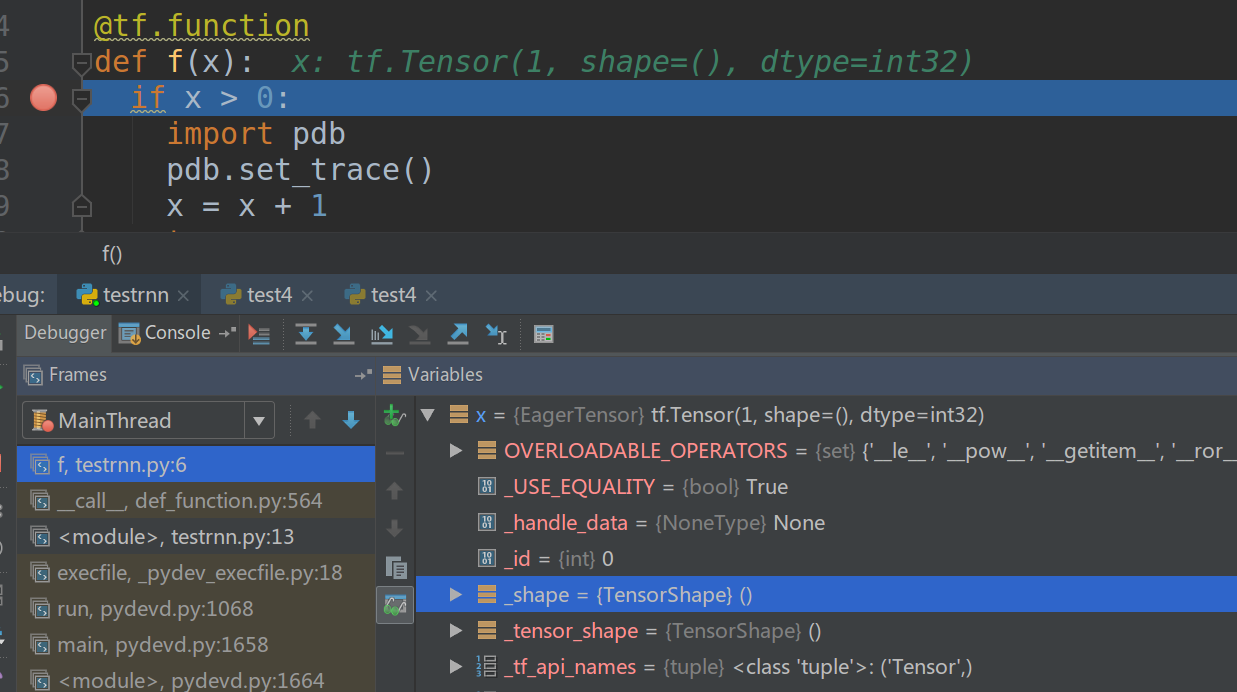 4 @tf.function
5 def f(x): x: tf.Tensor(1, shape=(), dtype=int32)
6 if x > 0:
7 import pdb
8 pdb.set_trace()
9 x = x + 1
f()
ebug: testrnn × test4 × test4 ×
Debugger Console
Frames Variables
MainThread
f, testrnn.py:6
__call__, def_function.py:564
<module>, testrnn.py:13
execfile, _pydev_execfile.py:18
run, pydevd.py:1068
main, pydevd.py:1658
<module>, pydevd.py:1664
x = {EagerTensor} tf.Tensor(1, shape=(), dtype=int32)
OVERLOADABLE_OPERATORS = {set} {'__le__', '__pow__', '__getitem__', '__ror__
_USE_EQUALITY = {bool} True
_handle_data = {NoneType} None
_id = {int} 0
_shape = {TensorShape} ()
_tensor_shape = {TensorShape} ()
_tf_api_names = {tuple} <class 'tuple'>: ('Tensor',)